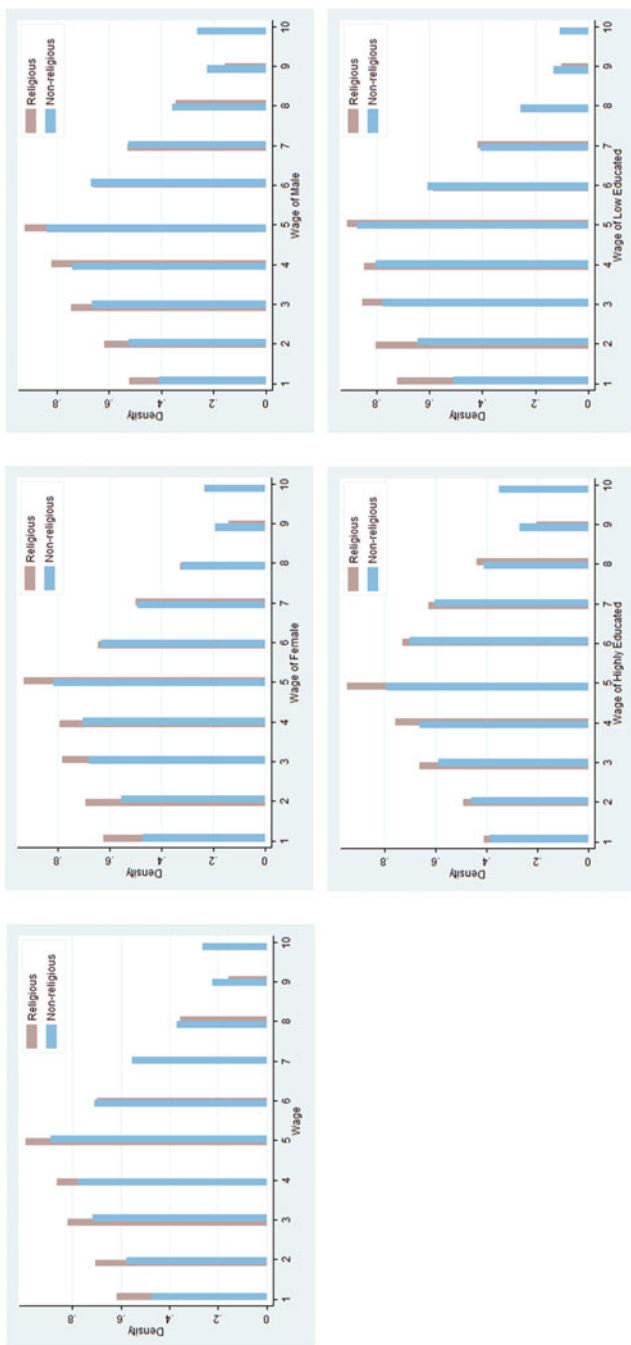 Religious
Non-religious
Density
.8
.6
.4
.2
0
1 2 3 4 5 6 7 8 9 10
Wage
Religious
Non-religious
Density
.8
.6
.4
.2
0
1 2 3 4 5 6 7 8 9 10
Wage of Female
Religious
Non-religious
Density
.8
.6
.4
.2
0
1 2 3 4 5 6 7 8 9 10
Wage of Male
Religious
Non-religious
Density
.8
.6
.4
.2
0
1 2 3 4 5 6 7 8 9 10
Wage of Highly Educated
Religious
Non-religious
Density
.8
.6
.4
.2
0
1 2 3 4 5 6 7 8 9 10
Wage of Low Educated